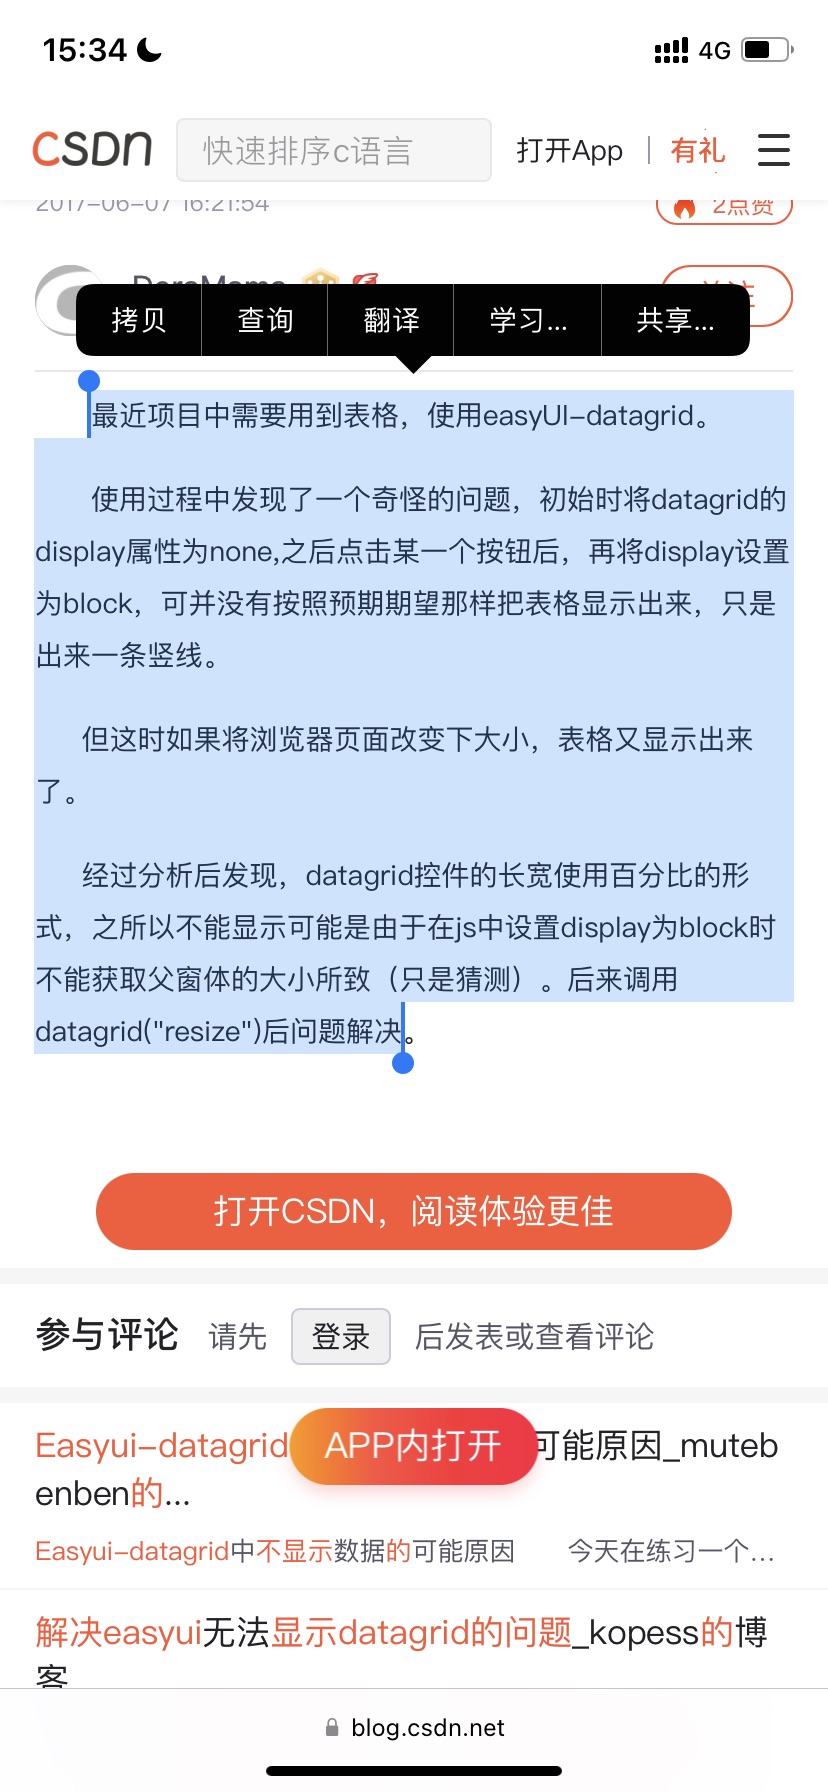 15:34
4G
CSDN
快速排序c语言
打开App
有礼
2017-06-07 16:21:54
2点赞
拷贝
查询
翻译
学习...
共享...
最近项目中需要用到表格，使用easyUI-datagrid。
使用过程中发现了一个奇怪的问题，初始时将datagrid的
display属性为none,之后点击某一个按钮后，再将display设置
为block，可并没有按照预期期望那样把表格显示出来，只是
出来一条竖线。
但这时如果将浏览器页面改变下大小，表格又显示出来
了。
经过分析后发现，datagrid控件的长宽使用百分比的形
式，之所以不能显示可能是由于在js中设置display为block时
不能获取父窗体的大小所致（只是猜测）。后来调用
datagrid("resize")后问题解决。
打开CSDN，阅读体验更佳
参与评论
请先
登录
后发表或查看评论
Easyui-datagrid
APP内打开
可能原因_muteb
enben的...
Easyui-datagrid中不显示数据的可能原因
今天在练习一个...
解决easyui无法显示datagrid的问题_kopess的博
客
blog.csdn.net